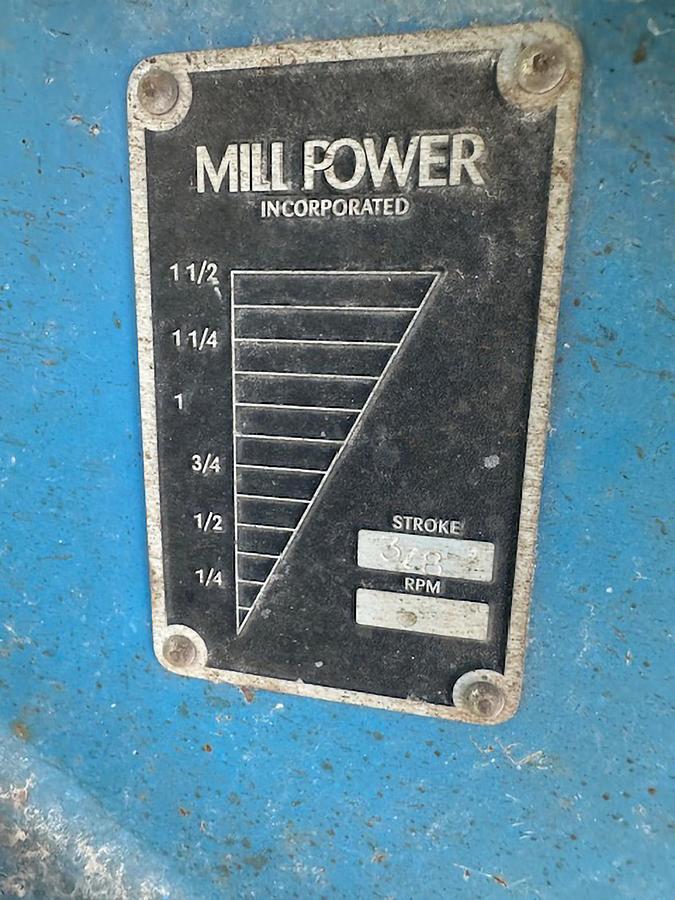 MILL POWER
INCORPORATED
1 1/2
1 1/4
1
3/4
1/2
1/4
STROKE
RPM